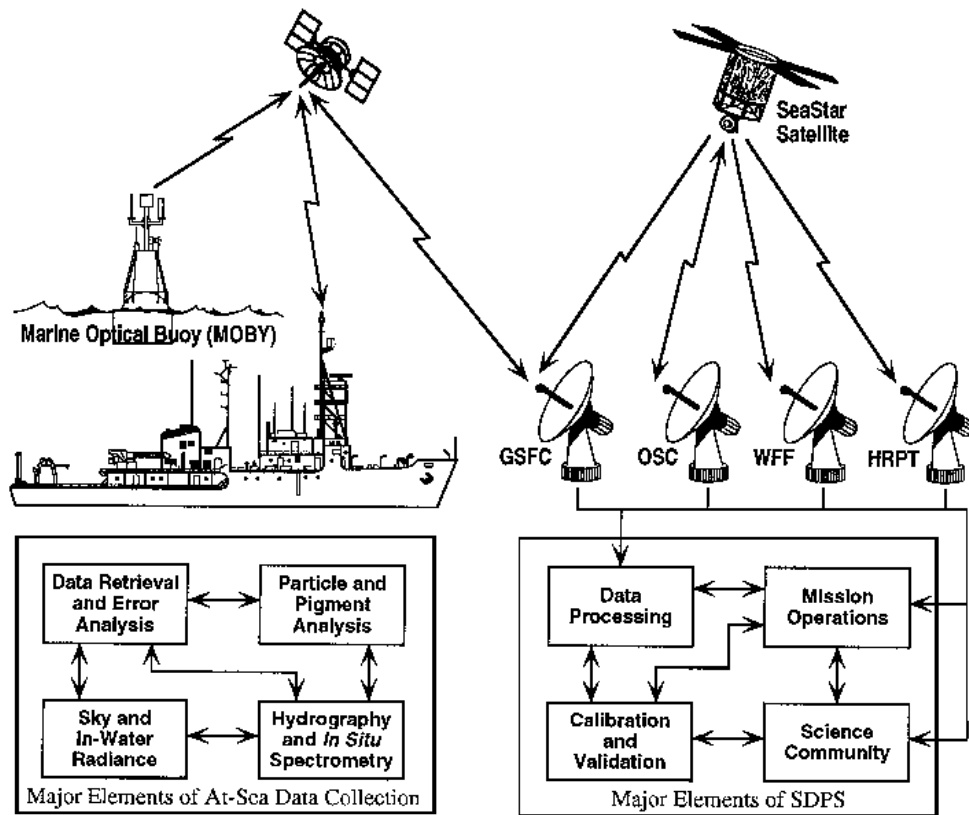 SeaStar
Satellite
Marine Optical Buoy (MOBY)
GSFC
OSC
WFF
HRPT
Data Retrieval
and Error
Analysis
Particle and
Pigment
Analysis
Sky and
In-Water
Radiance
Hydrography
and In Situ
Spectrometry
Major Elements of At-Sea Data Collection
Data
Processing
Mission
Operations
Calibration
and
Validation
Science
Community
Major Elements of SDPS